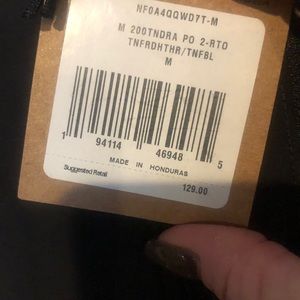 NF0A4QQWD7T-M
M 200TNDRA PO 2-RTO
TNFRDHTHR/TNFBL
M
1 94114 46948 5
MADE IN HONDURAS
Suggested Retail
129.00